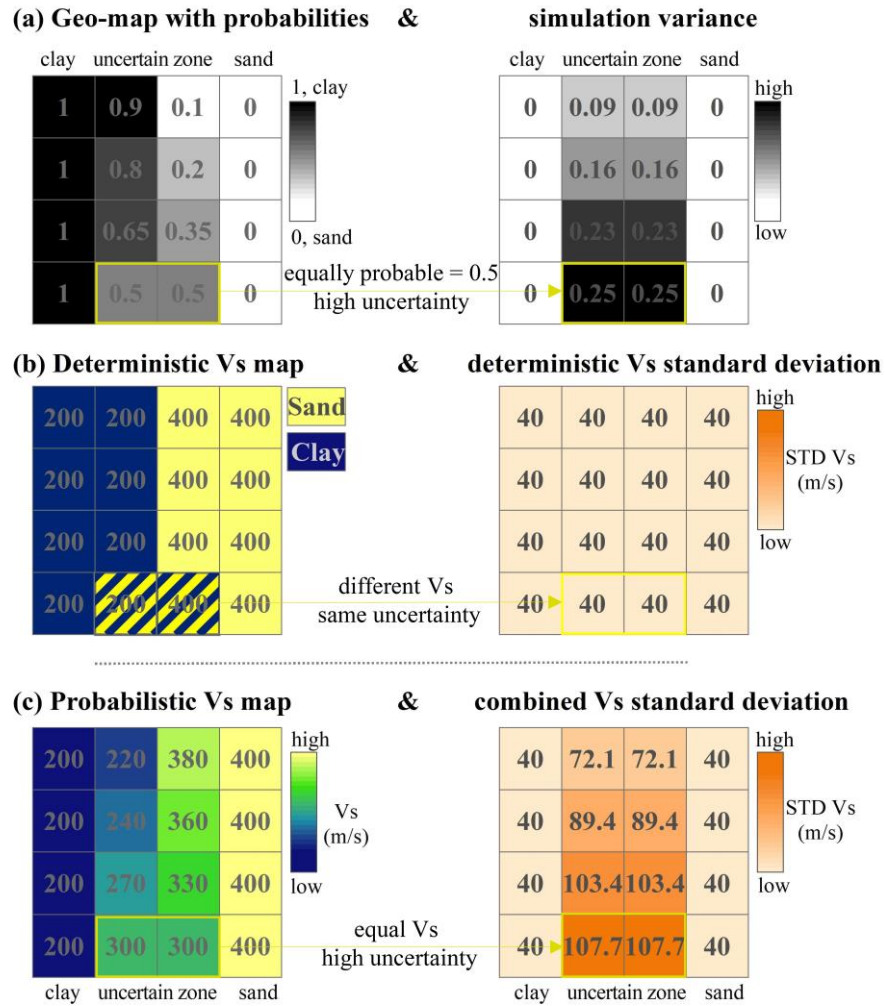 (a) Geo-map with probabilities & simulation variance
clay uncertain zone sand clay uncertain zone sand
1 0.9 0.1 0 1, clay 0 0.09 0.09 0 high
1 0.8 0.2 0 0 0.16 0.16 0
1 0.65 0.35 0 0, sand 0 0.23 0.23 0 low
equally probable = 0.5
1 0.5 0.5 0 high uncertainty 0 0.25 0.25 0
(b) Deterministic Vs map & deterministic Vs standard deviation
200 200 400 400 Sand 40 40 40 40 high
Clay
200 200 400 400 40 40 40 40 STD Vs
(m/s)
200 200 400 400 40 40 40 40 low
different Vs
200 200 400 400 same uncertainty 40 40 40 40
(c) Probabilistic Vs map & combined Vs standard deviation
200 220 380 400 high 40 72.1 72.1 40 high
200 240 360 400 Vs 40 89.4 89.4 40 STD Vs
(m/s) (m/s)
200 270 330 400 low 40 103.4 103.4 40 low
equal Vs
200 300 300 400 high uncertainty 40 107.7 107.7 40
clay uncertain zone sand clay uncertain zone sand